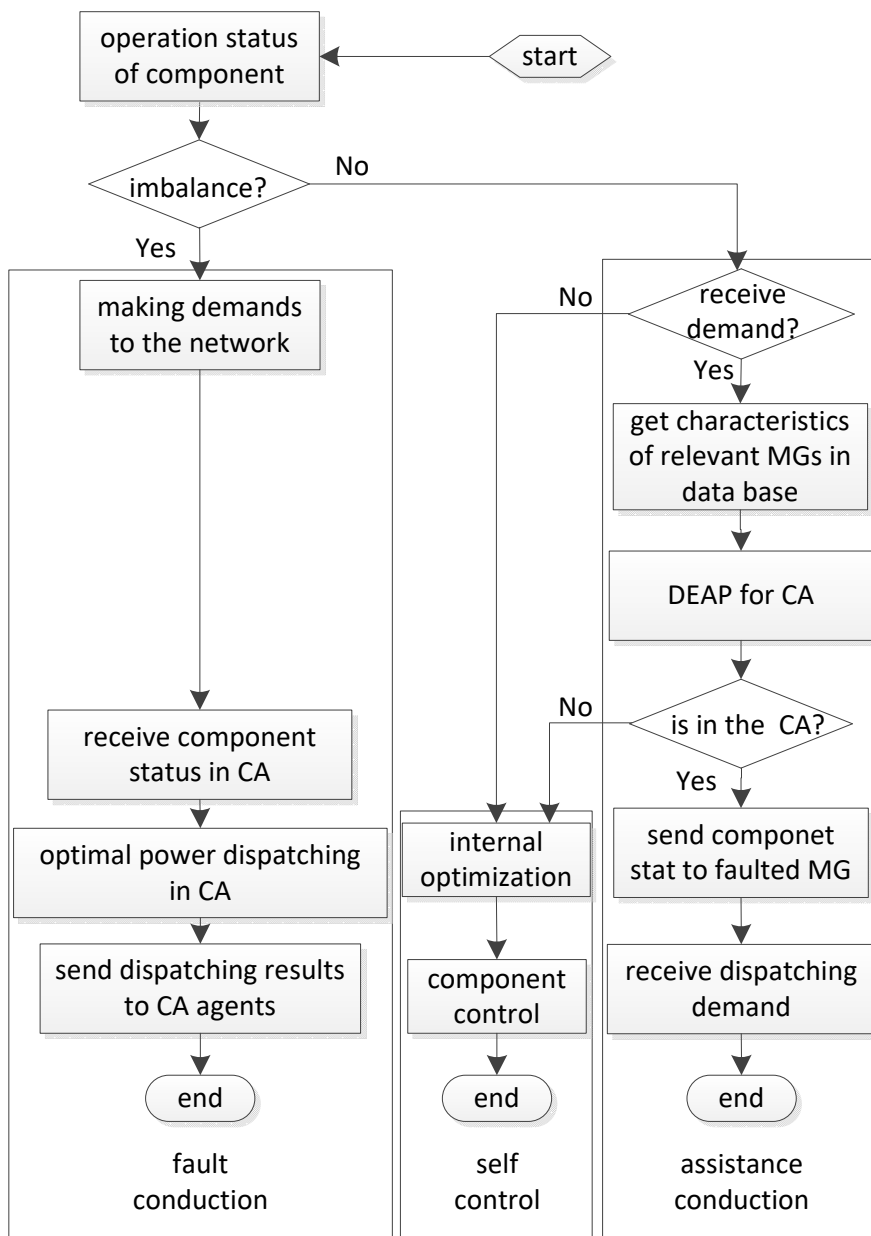 operation status
of component
start
imbalance?
No
Yes
making demands
to the network
receive component
status in CA
optimal power dispatching
in CA
send dispatching results
to CA agents
end
fault
conduction
No
receive
demand?
Yes
get characteristics
of relevant MGs in
data base
DEAP for CA
No
is in the CA?
Yes
send componet
stat to faulted MG
receive dispatching
demand
end
assistance
conduction
internal
optimization
component
control
end
self
control